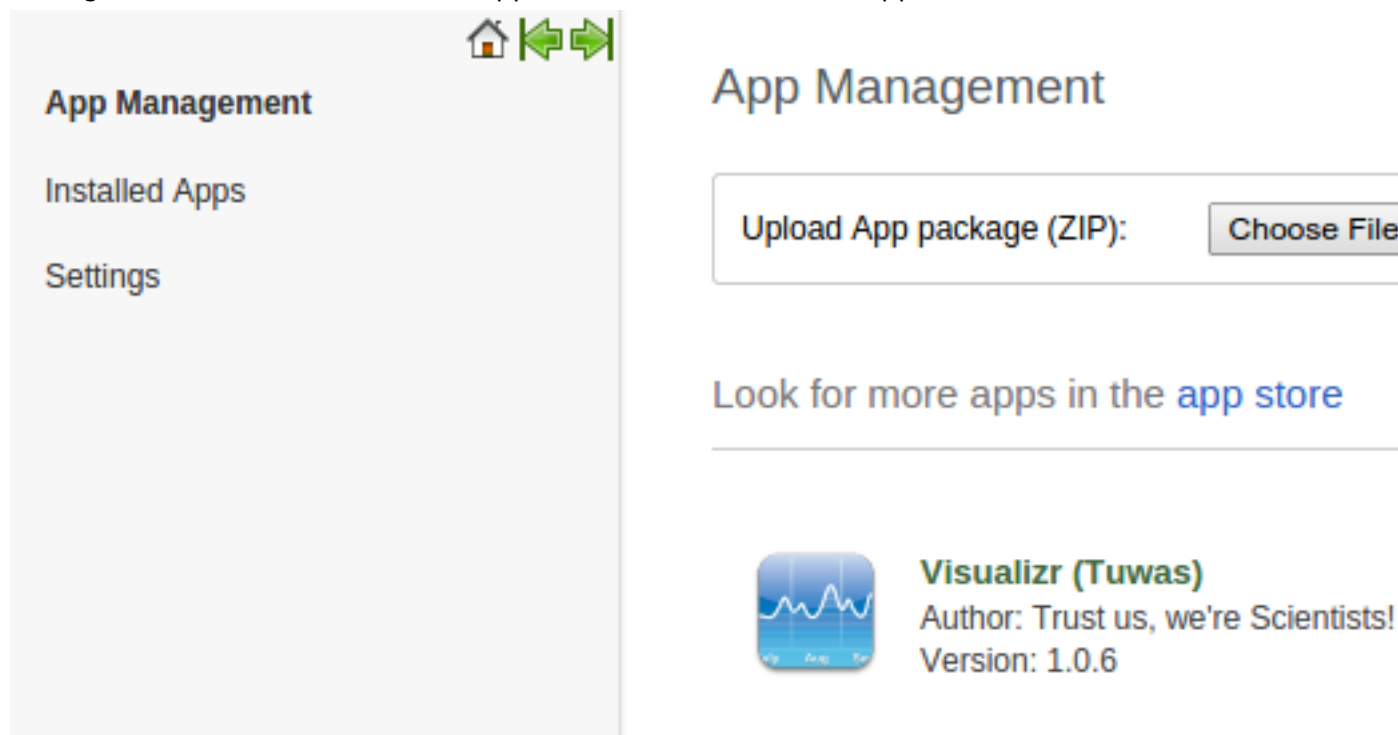 App Management
Installed Apps
Settings
App Management
Upload App package (ZIP):
Choose File
Look for more apps in the app store
Visualizr (Tuwas)
Author: Trust us, we're Scientists!
Version: 1.0.6
Aug